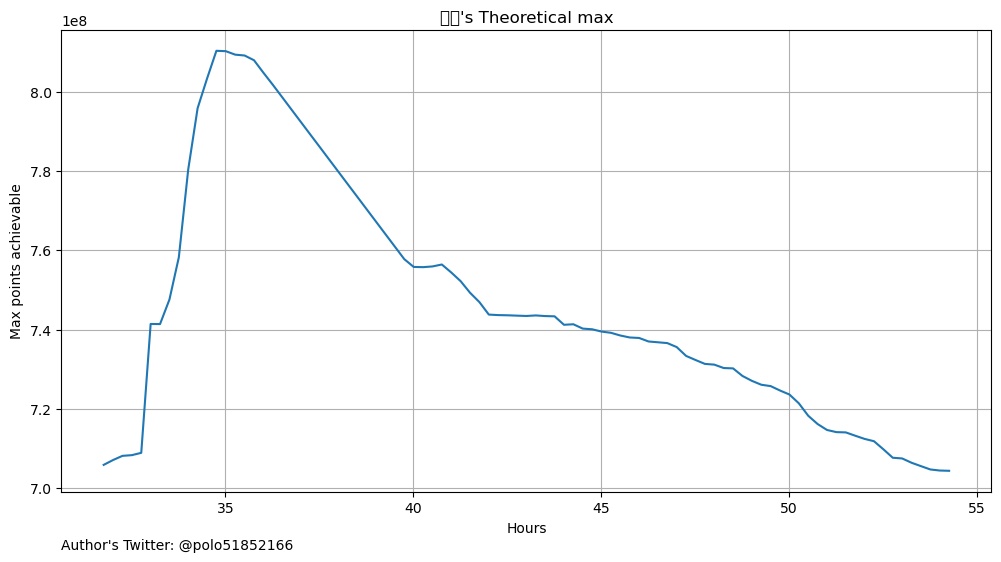 's Theoretical max
1e8
8.0
7.8
7.6
7.4
7.2
7.0
Max points achievable
35
40
45
50
55
Hours
Author's Twitter: @polo51852166